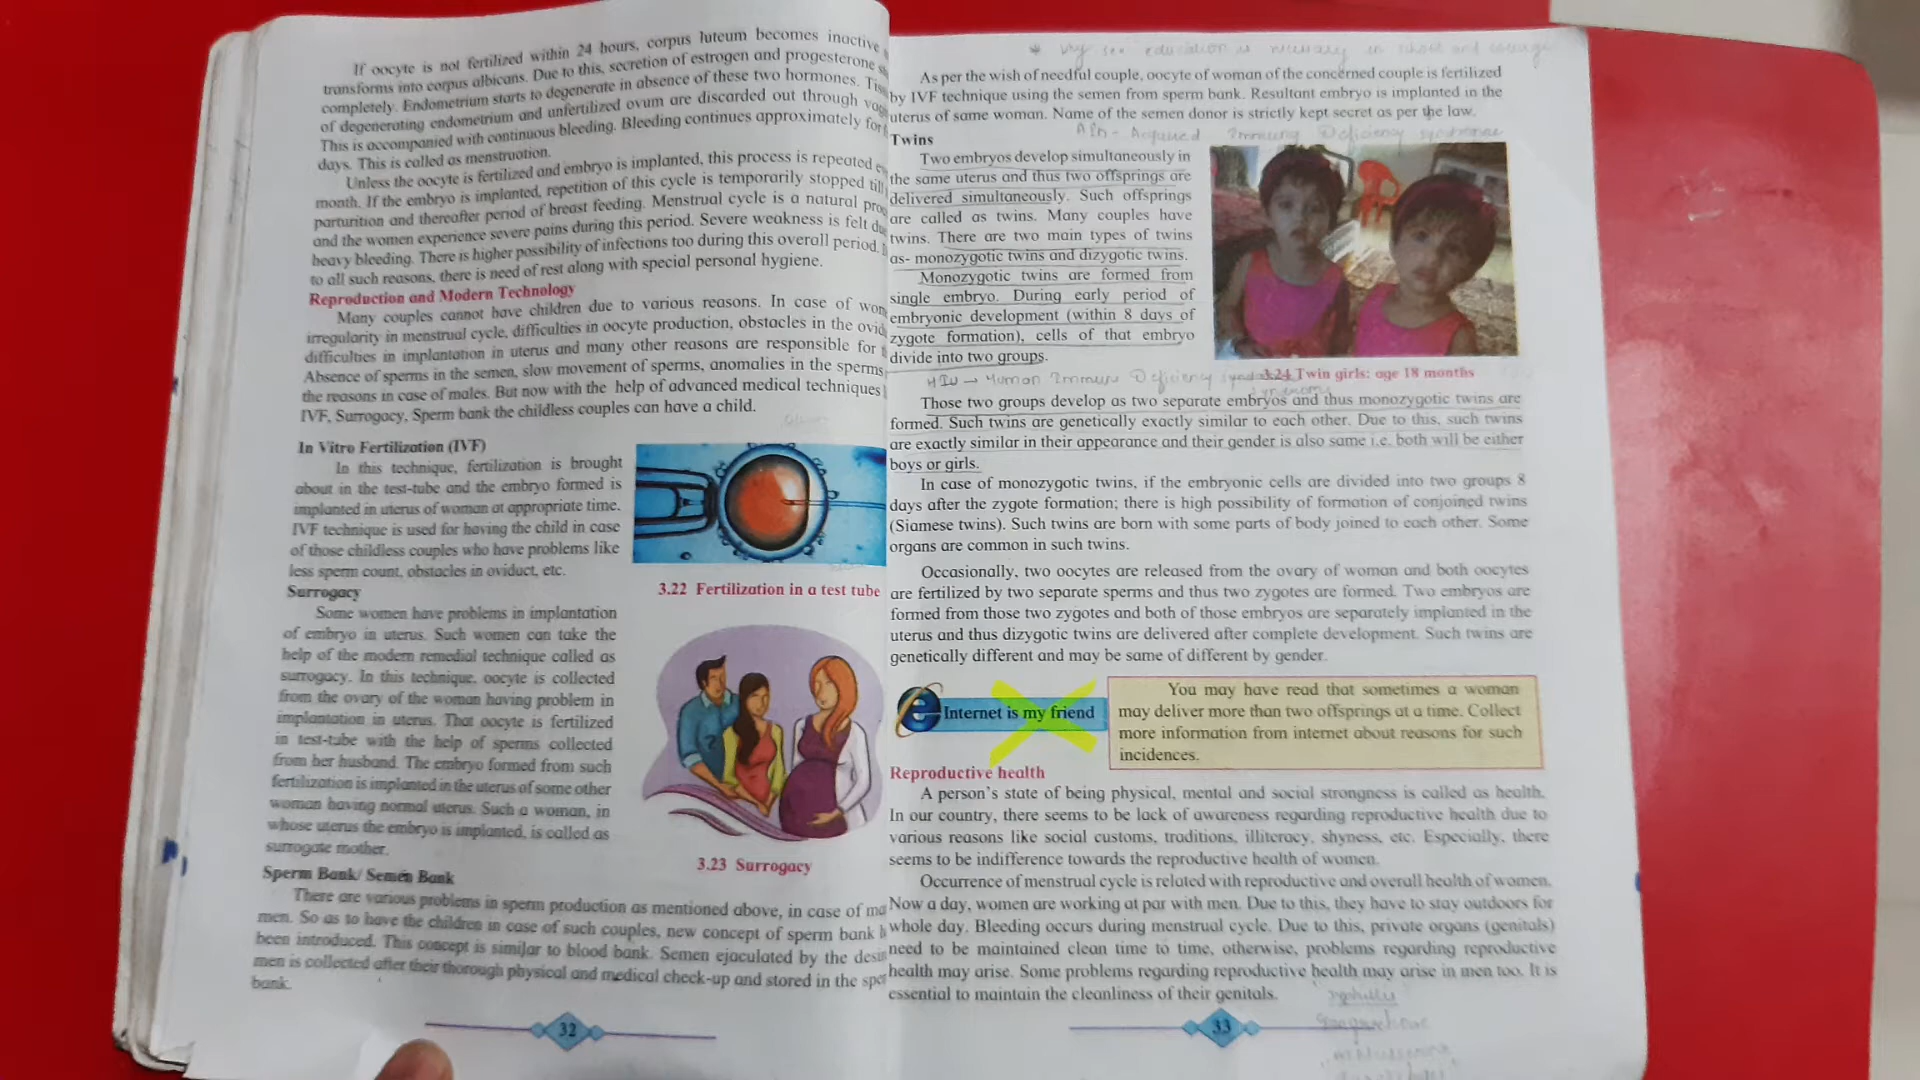 If oocyte is not fertilized within 24 hours, corpus luteum becomes inactive
transforms into corpus albicans. Due to this, secretion of estrogen and progesterone
completely. Endometrium starts to degenerate in absence of these two hormones.
of degenerating endometrium and unfertilized ovum are discarded out through
This is accompanied with continuous bleeding. Bleeding continues approximately for
days. This is called as menstruation.
Unless the oocyte is fertilized and embryo is implanted, this process is repeated
month. If the embryo is implanted, repetition of this cycle is temporarily stopped till
parturition and thereafter period of breast feeding. Menstrual cycle is a natural
and the women experience severe pains during this period. Severe weakness is felt
heavy bleeding. There is higher possibility of infections too during this overall period.
to all such reasons, there is need of rest along with special personal hygiene.
Reproduction and Modern Technology
Many couples cannot have children due to various reasons. In case of
irregularity in menstrual cycle, difficulties in oocyte production, obstacles in the
difficulties in implantation in uterus and many other reasons are responsible for
Absence of sperms in the semen, slow movement of sperms, anomalies in the sperms
the reasons in case of males. But now with the help of advanced medical techniques
IVF, Surrogacy, Sperm bank the childless couples can have a child.
In Vitro Fertilization (IVF)
In this technique, fertilization is brought
about in the test-tube and the embryo formed is
implanted in uterus of woman at appropriate time.
IVF technique is used for having the child in case
of those childless couples who have problems like
less sperm count, obstacles in oviduct, etc.
3.22 Fertilization in a test tube
Surrogacy
Some women have problems in implantation
of embryo in uterus. Such women can take the
help of the modern remedial technique called as
surrogacy. In this technique, oocyte is collected
from the ovary of the woman having problem in
implantation in uterus. That oocyte is fertilized
in test-tube with the help of sperms collected
from her husband. The embryo formed from such
fertilization is implanted in the uterus of some other
woman having normal uterus. Such a woman, in
whose uterus the embryo is implanted, is called as
surrogate mother.
3.23 Surrogacy
Sperm Bank/ Semen Bank
There are various problems in sperm production as mentioned above, in case of
men. So as to have the children in case of such couples, new concept of sperm bank
been introduced. This concept is similar to blood bank. Semen ejaculated by the
men is collected after their thorough physical and medical check-up and stored in the
bank.
32
* why sex education is necessary in school and
As per the wish of needful couple, oocyte of woman of the concerned couple is fertilized
by IVF technique using the semen from sperm bank. Resultant embryo is implanted in the
uterus of same woman. Name of the semen donor is strictly kept secret as per the law.
Acquired Deficiency
Twins
Two embryos develop simultaneously in
the same uterus and thus two offsprings are
delivered simultaneously. Such offsprings
are called as twins. Many couples have
twins. There are two main types of twins
as- monozygotic twins and dizygotic twins.
Monozygotic twins are formed from
single embryo. During early period of
embryonic development (within 8 days of
zygote formation), cells of that embryo
divide into two groups.
3.24 Twin girls: age 18 months
HIV → Human Immune Deficiency
Those two groups develop as two separate embryos and thus monozygotic twins are
formed. Such twins are genetically exactly similar to each other. Due to this, such twins
are exactly similar in their appearance and their gender is also same i.e. both will be either
boys or girls.
In case of monozygotic twins, if the embryonic cells are divided into two groups 8
days after the zygote formation; there is high possibility of formation of conjoined twins
(Siamese twins). Such twins are born with some parts of body joined to each other. Some
organs are common in such twins.
Occasionally, two oocytes are released from the ovary of woman and both oocytes
are fertilized by two separate sperms and thus two zygotes are formed. Two embryos are
formed from those two zygotes and both of those embryos are separately implanted in the
uterus and thus dizygotic twins are delivered after complete development. Such twins are
genetically different and may be same of different by gender.
Internet is my friend
You may have read that sometimes a woman
may deliver more than two offsprings at a time. Collect
more information from internet about reasons for such
incidences.
Reproductive health
A person's state of being physical, mental and social strongness is called as health.
In our country, there seems to be lack of awareness regarding reproductive health due to
various reasons like social customs, traditions, illiteracy, shyness, etc. Especially, there
seems to be indifference towards the reproductive health of women.
Occurrence of menstrual cycle is related with reproductive and overall health of women.
Now a day, women are working at par with men. Due to this, they have to stay outdoors for
whole day. Bleeding occurs during menstrual cycle. Due to this, private organs (genitals)
need to be maintained clean time to time, otherwise, problems regarding reproductive
health may arise. Some problems regarding reproductive health may arise in men too. It is
essential to maintain the cleanliness of their genitals.
33